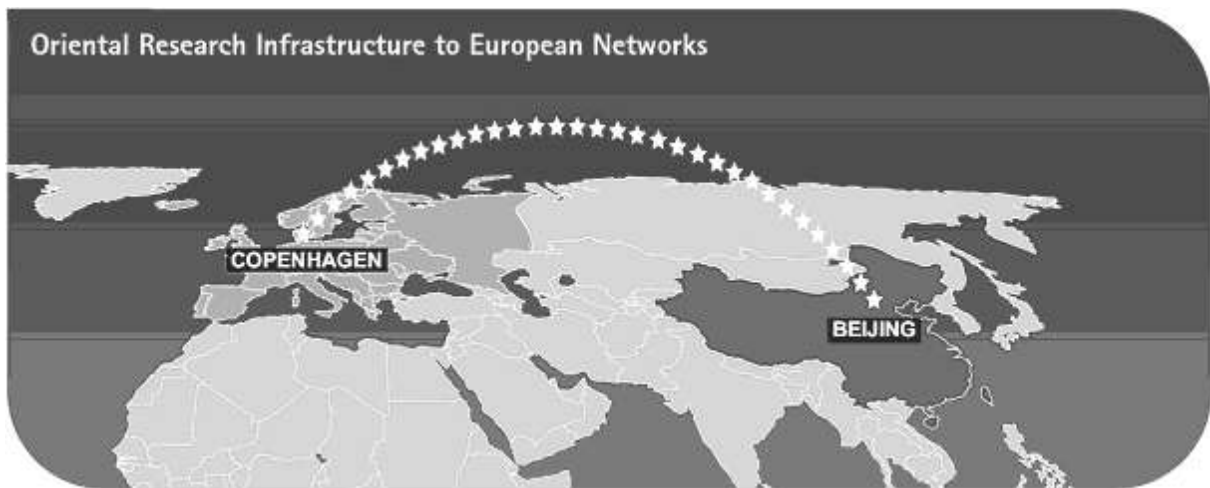 Oriental Research Infrastructure to European Networks
COPENHAGEN
BEIJING